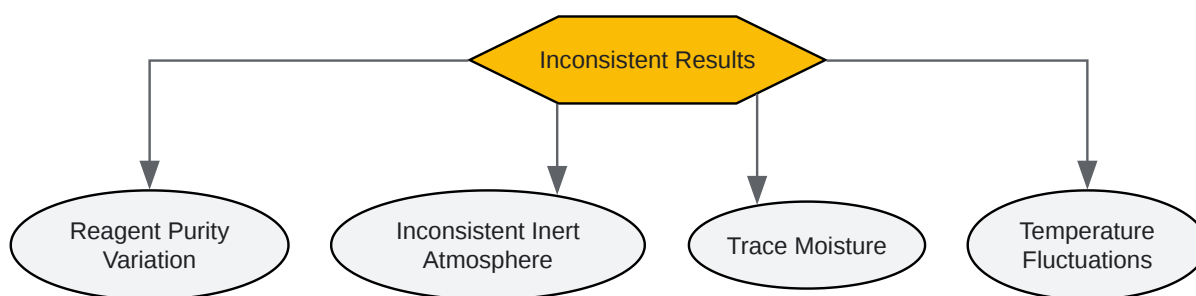 Inconsistent Results
Reagent Purity
Variation
Inconsistent Inert
Atmosphere
Trace Moisture
Temperature
Fluctuations